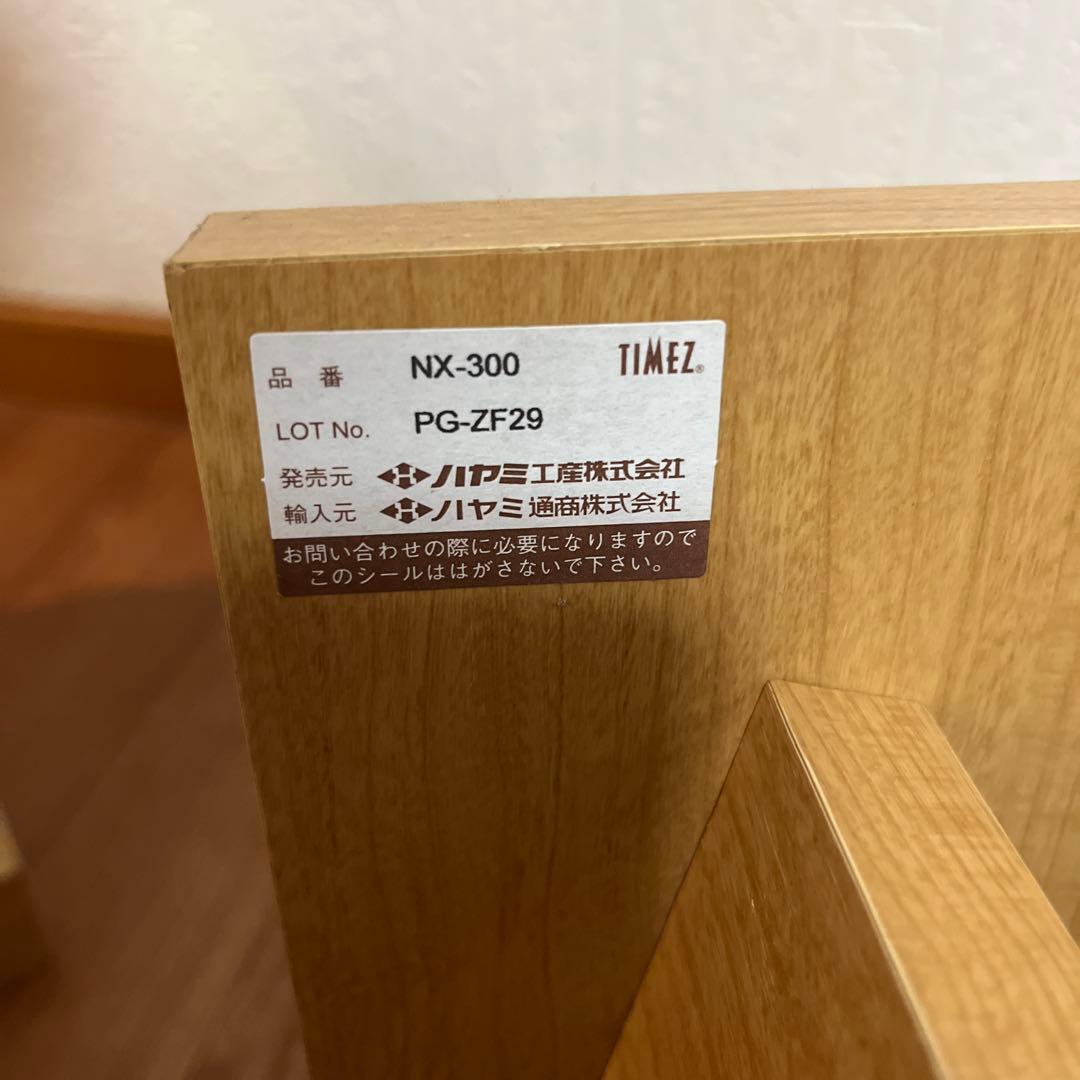 品 番 NX-300 TIMEZ®
LOT No. PG-ZF29
発売元 H ハヤミ工産株式会社
輸入元 H ハヤミ通商株式会社
お問い合わせの際に必要になりますので
このシールははがさないで下さい。